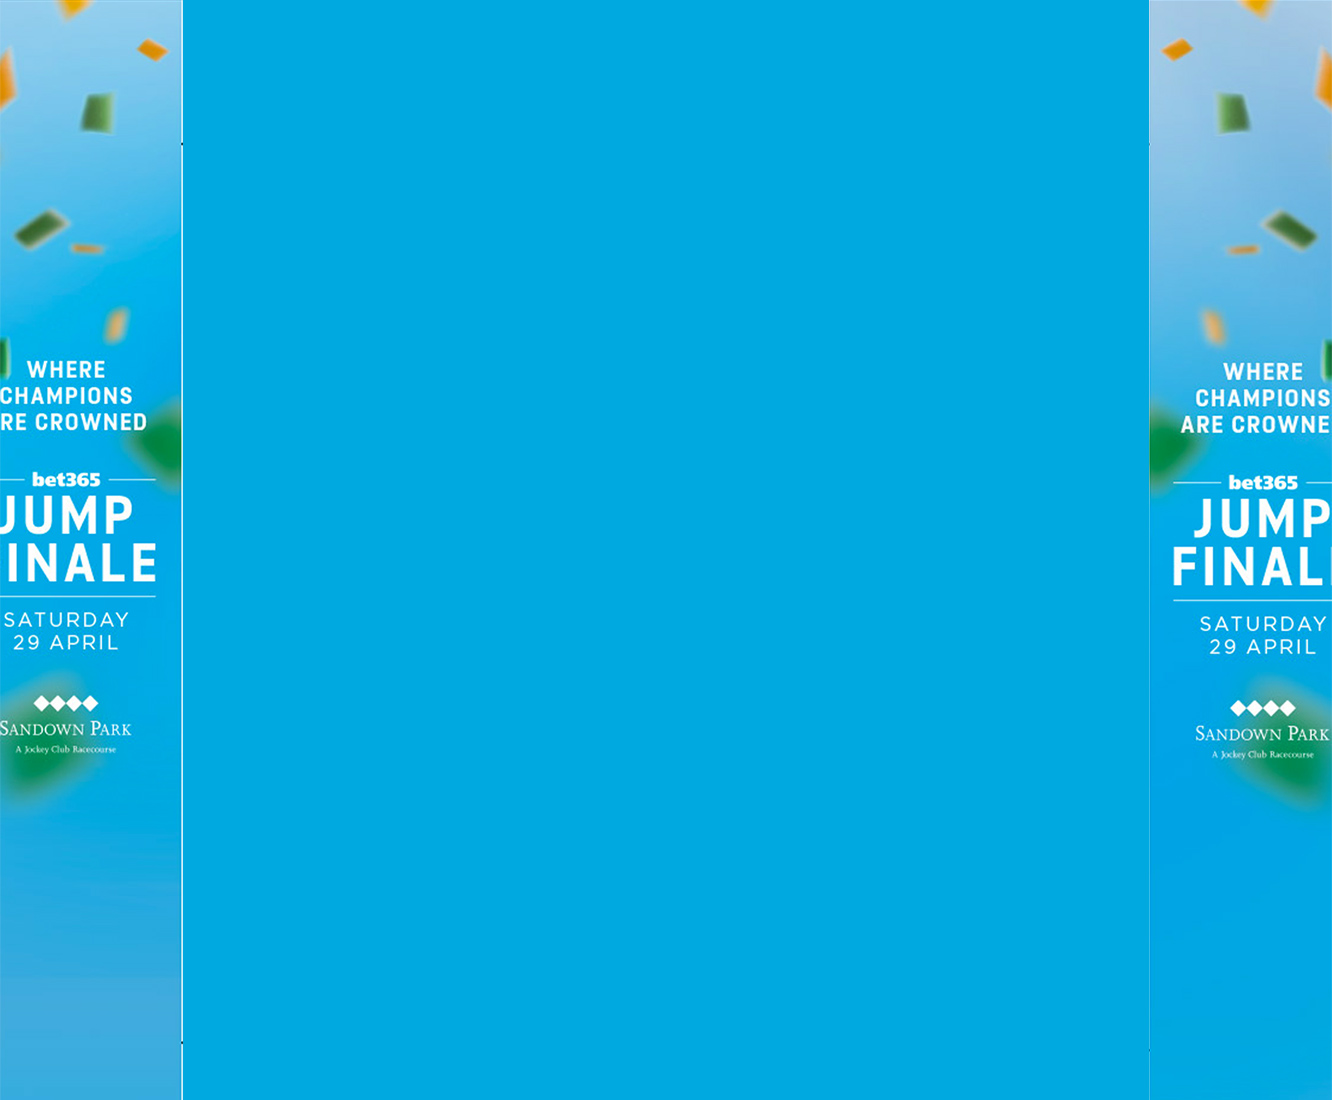 WHERE
CHAMPIONS
RE CROWNED
bet365
JUMP
INALE
SATURDAY
29 APRIL
SANDOWN PARK
A Jockey Club Racecourse
WHERE
CHAMPIONS
ARE CROWNE
bet365
JUMP
FINAL
SATURDAY
29 APRIL
SANDOWN PARK
A Jockey Club Racecourse